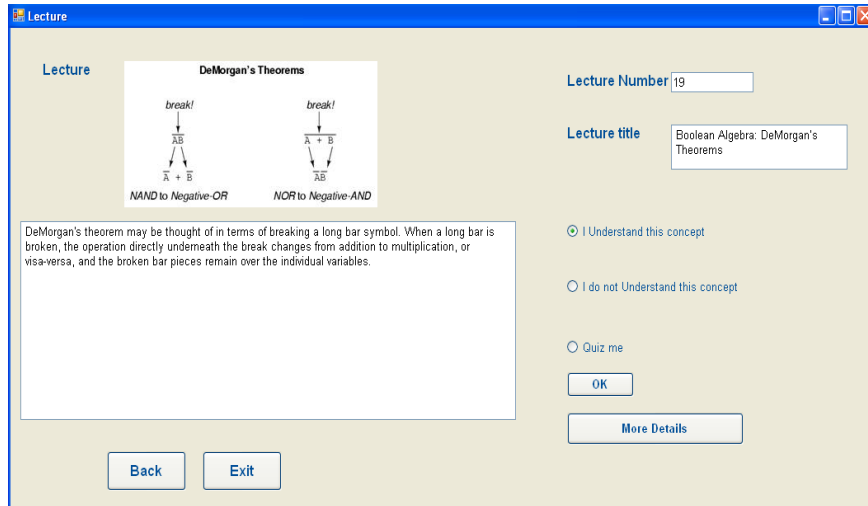 Lecture
Lecture
DeMorgan's Theorems
break! break!
A̅B̅ A̅ ̅+̅ ̅B̅
A̅ + B̅ A̅B̅
NAND to Negative-OR NOR to Negative-AND
Lecture Number 19
Lecture title Boolean Algebra: DeMorgan's
Theorems
DeMorgan's theorem may be thought of in terms of breaking a long bar symbol. When a long bar is
broken, the operation directly underneath the break changes from addition to multiplication, or
visa-versa, and the broken bar pieces remain over the individual variables.
I Understand this concept
I do not Understand this concept
Quiz me
OK
More Details
Back Exit